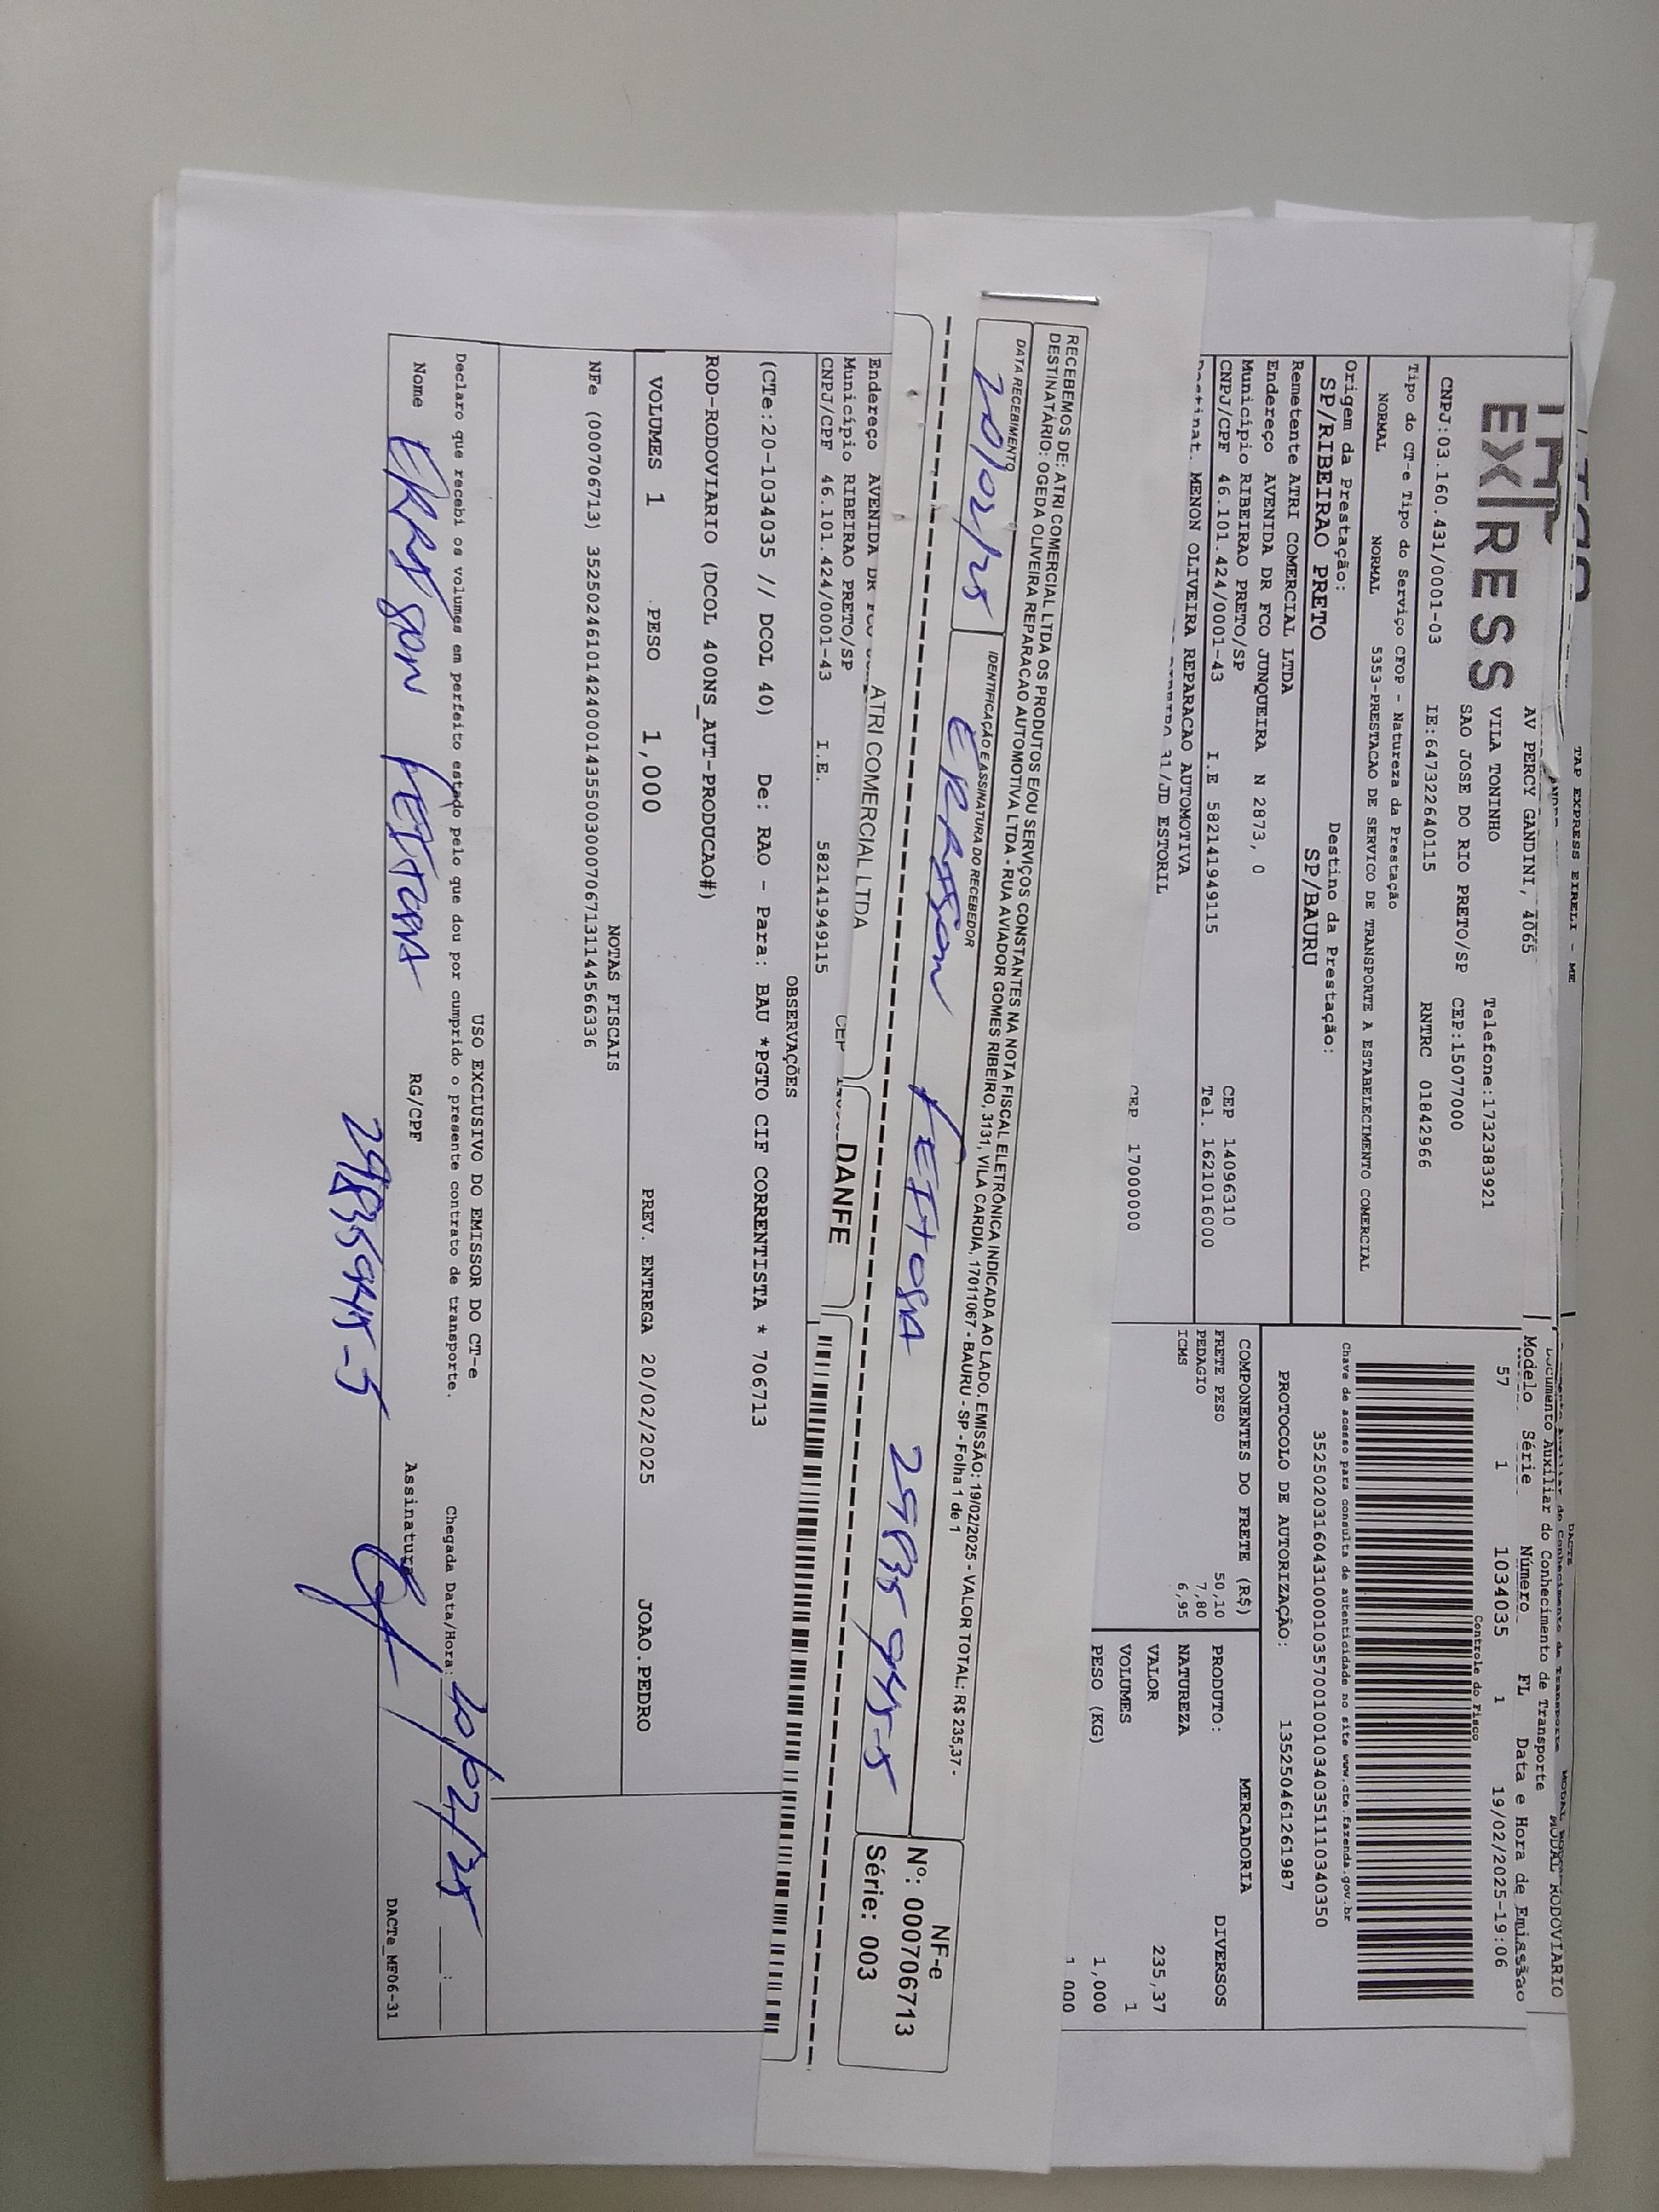 TAP EXPRESS EIRELI - ME
EXPRESS
AV PERCY GANDINI, 4065
VILA TONINHO
SAO JOSE DO RIO PRETO/SP
CNPJ:03.160.431/0001-03 IE:647322640115
Telefone:1732383921
CEP:15077000
RNTRC 01842966
MODAL RODOVIARIO
Documento Auxiliar do Conhecimento de Transporte
Modelo Série Número FL Data e Hora de Emissão
57 1 1034035 1 19/02/2025-19:06
Controle do Fisco
Chave de acesso para consulta de autenticidade no site www.cte.fazenda.gov.br
35250203160431000103570010010340351110340350
PROTOCOLO DE AUTORIZAÇÃO: 135250461261987
Tipo do CT-e Tipo do Serviço CFOP - Natureza da Prestação
NORMAL NORMAL 5353-PRESTACAO DE SERVICO DE TRANSPORTE A ESTABELECIMENTO COMERCIAL
Origem da Prestação: Destino da Prestação:
SP/RIBEIRAO PRETO SP/BAURU
Remetente ATRI COMERCIAL LTDA
Endereço AVENIDA DR FCO JUNQUEIRA N 2873, 0
Município RIBEIRAO PRETO/SP CEP 14096310
CNPJ/CPF 46.101.424/0001-43 I.E 582141949115 Tel. 1621016000
Destinat. MENON OLIVEIRA REPARACAO AUTOMOTIVA
31/JD ESTORIL
CEP 17000000
COMPONENTES DO FRETE (R$)
FRETE PESO 50,10
PEDAGIO 7,80
ICMS 6,95
MERCADORIA
PRODUTO: DIVERSOS
NATUREZA
VALOR 235,37
VOLUMES 1
PESO (KG) 1,000
1 000
RECEBEMOS DE: ATRI COMERCIAL LTDA OS PRODUTOS E/OU SERVIÇOS CONSTANTES NA NOTA FISCAL ELETRÔNICA INDICADA AO LADO. EMISSÃO: 19/02/2025 - VALOR TOTAL: R$ 235,37 -
DESTINATÁRIO: OGEDA OLIVEIRA REPARACAO AUTOMOTIVA LTDA - RUA AVIADOR GOMES RIBEIRO, 3131, VILA CARDIA, 17011067 - BAURU - SP - Folha 1 de 1
DATA RECEBIMENTO IDENTIFICAÇÃO E ASSINATURA DO RECEBEDOR
20/02/25
NF-e
Nº: 000706713
Série: 003
ATRI COMERCIAL LTDA
DANFE
Endereço AVENIDA DR
Município RIBEIRAO PRETO/SP
CNPJ/CPF 46.101.424/0001-43 I.E. 582141949115
CEP
OBSERVAÇÕES
(CTe:20-1034035 // DCOL 40) De: RAO - Para: BAU *PGTO CIF CORRENTISTA * 706713
ROD-RODOVIARIO (DCOL 400NS_AUT-PRODUCAO#)
VOLUMES 1 PESO 1,000 PREV. ENTREGA 20/02/2025 JOAO.PEDRO
NOTAS FISCAIS
NFe (000706713) 35250246101424000143550030007067131144566336
USO EXCLUSIVO DO EMISSOR DO CT-e
Declaro que recebi os volumes em perfeito estado pelo que dou por cumprido o presente contrato de transporte.
Chegada Data/Hora: 20/02/25 __:__
Nome RG/CPF Assinatura
DACTe_MF06-31